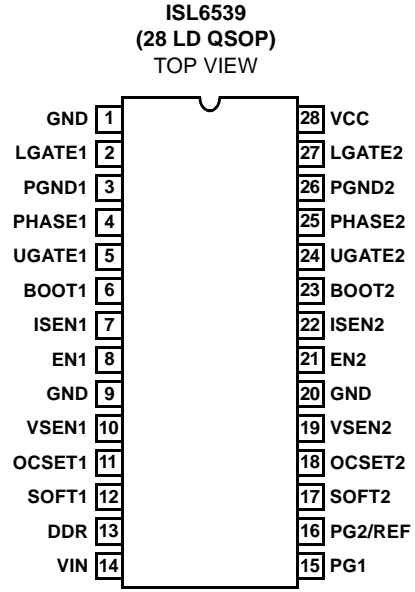 ISL6539
(28 LD QSOP)
TOP VIEW
GND 1 28 VCC
LGATE1 2 27 LGATE2
PGND1 3 26 PGND2
PHASE1 4 25 PHASE2
UGATE1 5 24 UGATE2
BOOT1 6 23 BOOT2
ISEN1 7 22 ISEN2
EN1 8 21 EN2
GND 9 20 GND
VSEN1 10 19 VSEN2
OCSET1 11 18 OCSET2
SOFT1 12 17 SOFT2
DDR 13 16 PG2/REF
VIN 14 15 PG1